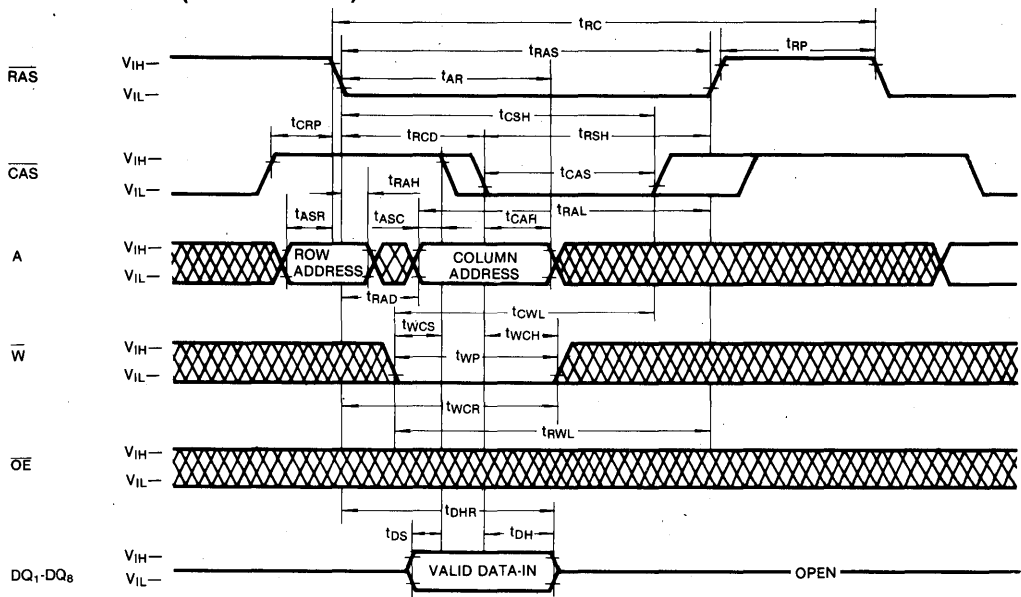 tRC
tRAS
tRP
RAS
VIH
VIL
tAR
tCSH
tCRP
tRCD
tRSH
CAS
VIH
VIL
tCAS
tRAH
tRAL
tASR
tASC
tCAH
A
VIH
VIL
ROW
ADDRESS
COLUMN
ADDRESS
tRAD
tCWL
tWCS
tWCH
W
VIH
VIL
tWP
tWCR
tRWL
OE
VIH
VIL
tDHR
tDS
tDH
DQ1-DQ8
VIH
VIL
VALID DATA-IN
OPEN